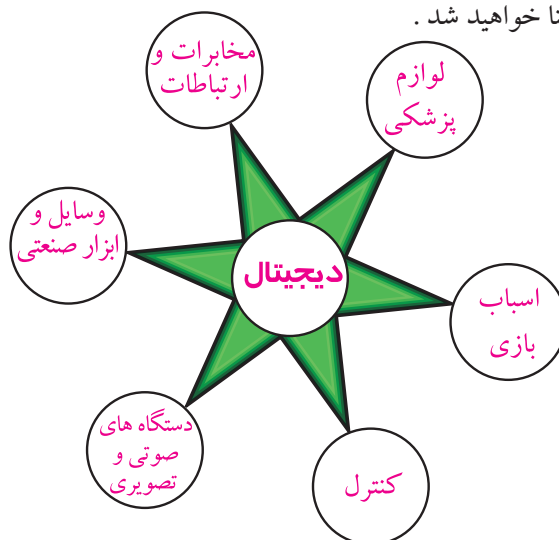 نا خواهید شد .
مخابرات و
ارتباطات
لوازم
پزشکی
وسایل و
ابزار صنعتی
دیجیتال
اسباب
بازی
دستگاه های
صوتی و
تصویری
کنترل